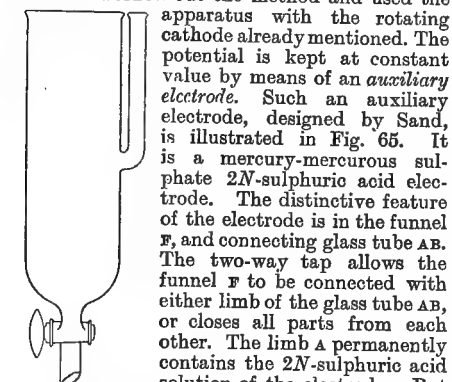 out the method and used the
apparatus with the rotating
cathode already mentioned. The
potential is kept at constant
value by means of an auxiliary
electrode. Such an auxiliary
electrode, designed by Sand,
is illustrated in Fig. 65. It
is a mercury-mercurous sul-
phate 2N-sulphuric acid elec-
trode. The distinctive feature
of the electrode is in the funnel
F, and connecting glass tube AB.
The two-way tap allows the
funnel F to be connected with
either limb of the glass tube AB,
or closes all parts from each
other. The limb A permanently
contains the 2N-sulphuric acid
solution of the electrode. But